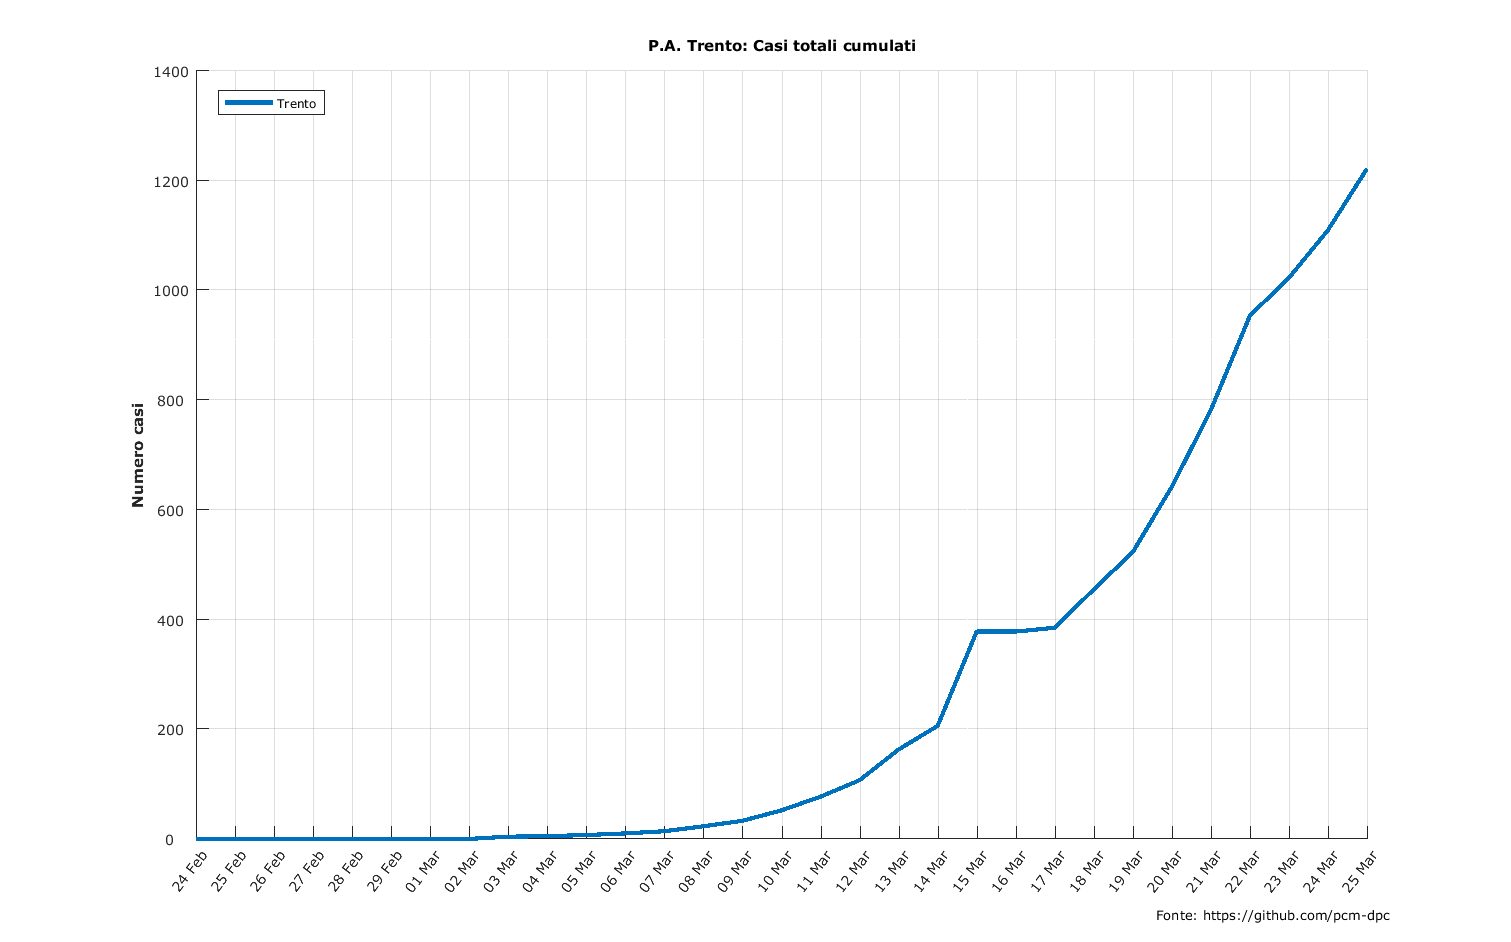 P.A. Trento: Casi totali cumulati
Trento
Numero casi
1400
1200
1000
800
600
400
200
0
24 Feb
25 Feb
26 Feb
27 Feb
28 Feb
29 Feb
01 Mar
02 Mar
03 Mar
04 Mar
05 Mar
06 Mar
07 Mar
08 Mar
09 Mar
10 Mar
11 Mar
12 Mar
13 Mar
14 Mar
15 Mar
16 Mar
17 Mar
18 Mar
19 Mar
20 Mar
21 Mar
22 Mar
23 Mar
24 Mar
25 Mar
Fonte: https://github.com/pcm-dpc